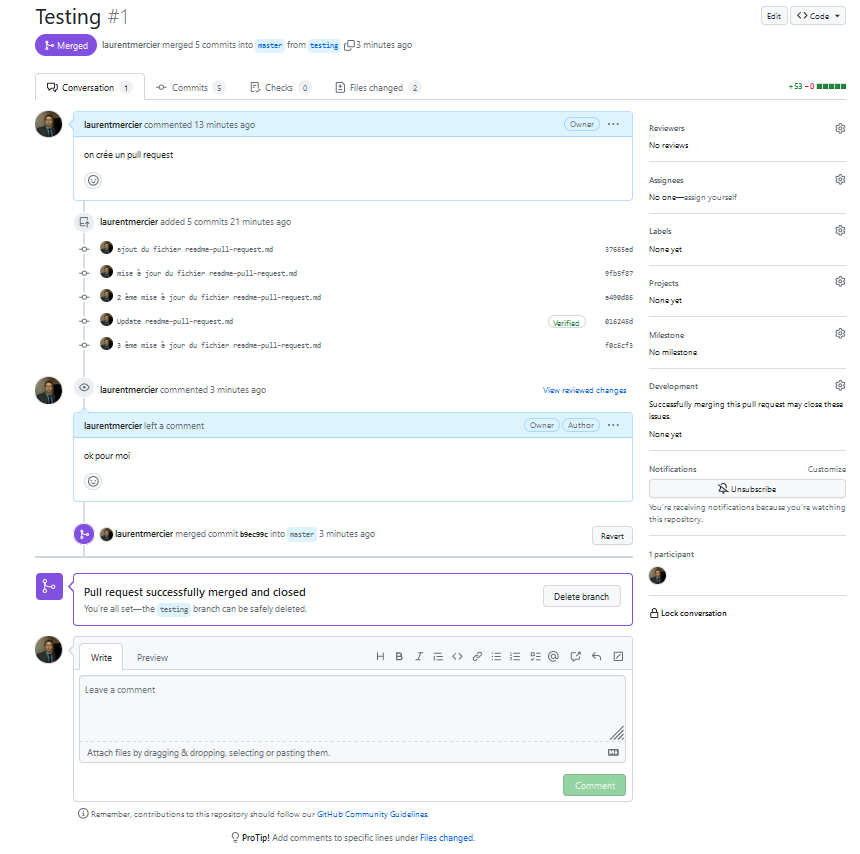 Testing #1
Edit
Code
Merged
laurentmercier merged 5 commits into master from testing 3 minutes ago
Conversation 1
Commits 5
Checks 0
Files changed 2
+53 −0
laurentmercier commented 13 minutes ago
Owner
on crée un pull request
laurentmercier added 5 commits 21 minutes ago
ajout du fichier readme-pull-request.md 37665ed
mise à jour du fichier readme-pull-request.md 9fb5f87
2 ème mise à jour du fichier readme-pull-request.md a490d86
Update readme-pull-request.md Verified 016245d
3 ème mise à jour du fichier readme-pull-request.md f0c6cf3
laurentmercier commented 3 minutes ago
View reviewed changes
laurentmercier left a comment
Owner
Author
ok pour moi
laurentmercier merged commit b9ec99c into master 3 minutes ago
Revert
Pull request successfully merged and closed
You're all set—the testing branch can be safely deleted.
Delete branch
Write
Preview
Leave a comment
Attach files by dragging & dropping, selecting or pasting them.
Comment
Remember, contributions to this repository should follow our GitHub Community Guidelines.
ProTip! Add comments to specific lines under Files changed.
Reviewers
No reviews
Assignees
No one—assign yourself
Labels
None yet
Projects
None yet
Milestone
No milestone
Development
Successfully merging this pull request may close these
issues.
None yet
Notifications
Customize
Unsubscribe
You're receiving notifications because you're watching
this repository.
1 participant
Lock conversation